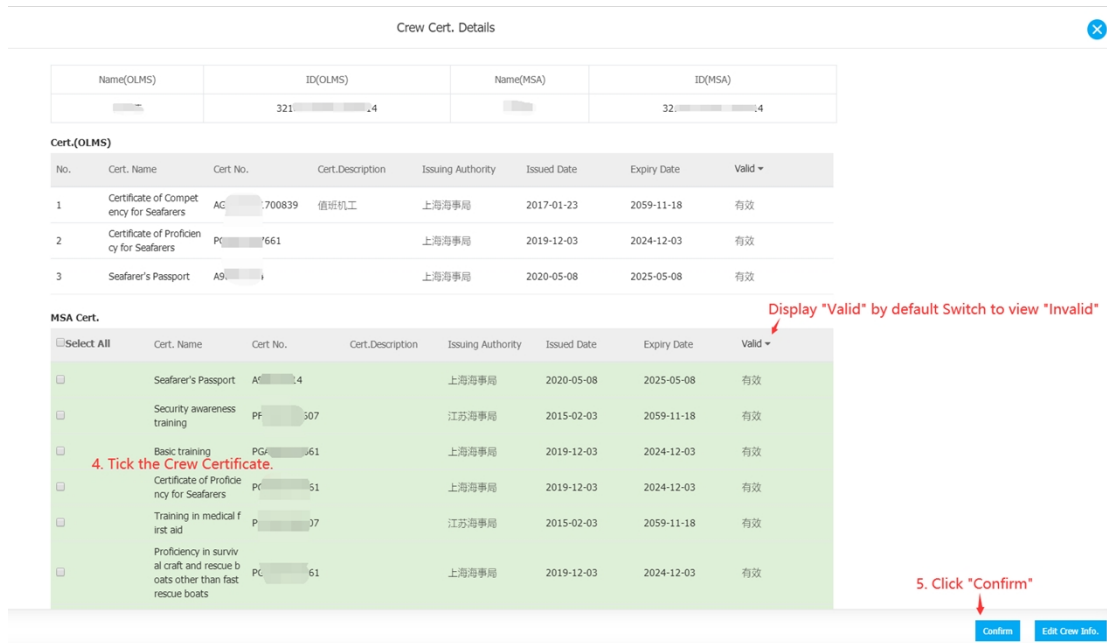 Crew Cert. Details
Name(OLMS) ID(OLMS) Name(MSA) ID(MSA)
321 4 32 4
Cert.(OLMS)
No. Cert. Name Cert No. Cert.Description Issuing Authority Issued Date Expiry Date Valid
1 Certificate of Compet AG 1700839 值班机工 上海海事局 2017-01-23 2059-11-18 有效
ency for Seafarers
2 Certificate of Proficien 661 上海海事局 2019-12-03 2024-12-03 有效
cy for Seafarers
3 Seafarer's Passport A9 上海海事局 2020-05-08 2025-05-08 有效
Display "Valid" by default Switch to view "Invalid"
MSA Cert.
Select All Cert. Name Cert No. Cert.Description Issuing Authority Issued Date Expiry Date Valid
Seafarer's Passport 4 上海海事局 2020-05-08 2025-05-08 有效
Security awareness 江苏海事局 2015-02-03 2059-11-18 有效
training
Basic training 上海海事局 2019-12-03 2024-12-03 有效
4. Tick the Crew Certificate.
Certificate of Proficie 上海海事局 2019-12-03 2024-12-03 有效
ncy for Seafarers
Training in medical f 江苏海事局 2015-02-03 2059-11-18 有效
irst aid
Proficiency in surviv
al craft and rescue b
oats other than fast 61 上海海事局 2019-12-03 2024-12-03 有效
rescue boats
5. Click "Confirm"
Confirm Edit Crew Info.